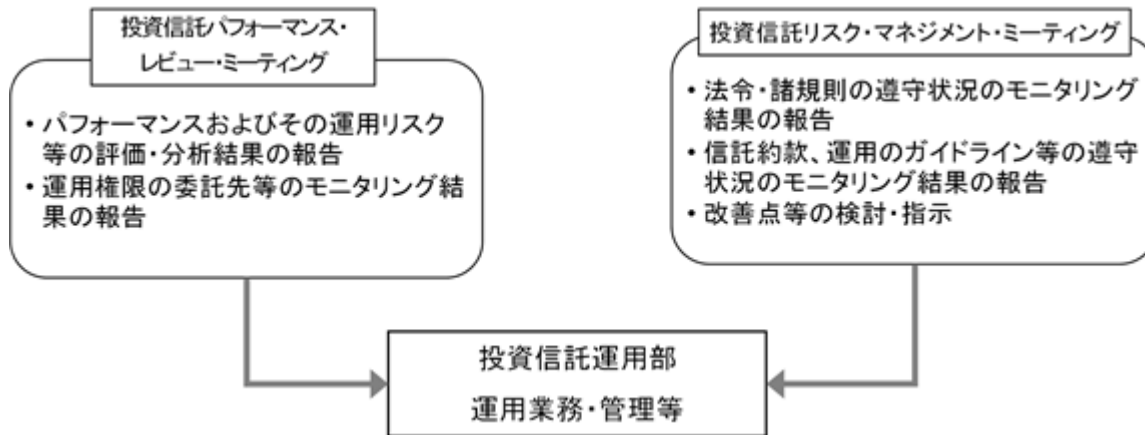 投資信託パフォーマンス・
レビュー・ミーティング
・パフォーマンスおよびその運用リスク
等の評価・分析結果の報告
・運用権限の委託先等のモニタリング結
果の報告
投資信託リスク・マネジメント・ミーティング
・法令・諸規則の遵守状況のモニタリング
結果の報告
・信託約款、運用のガイドライン等の遵守
状況のモニタリング結果の報告
・改善点等の検討・指示
投資信託運用部
運用業務・管理等